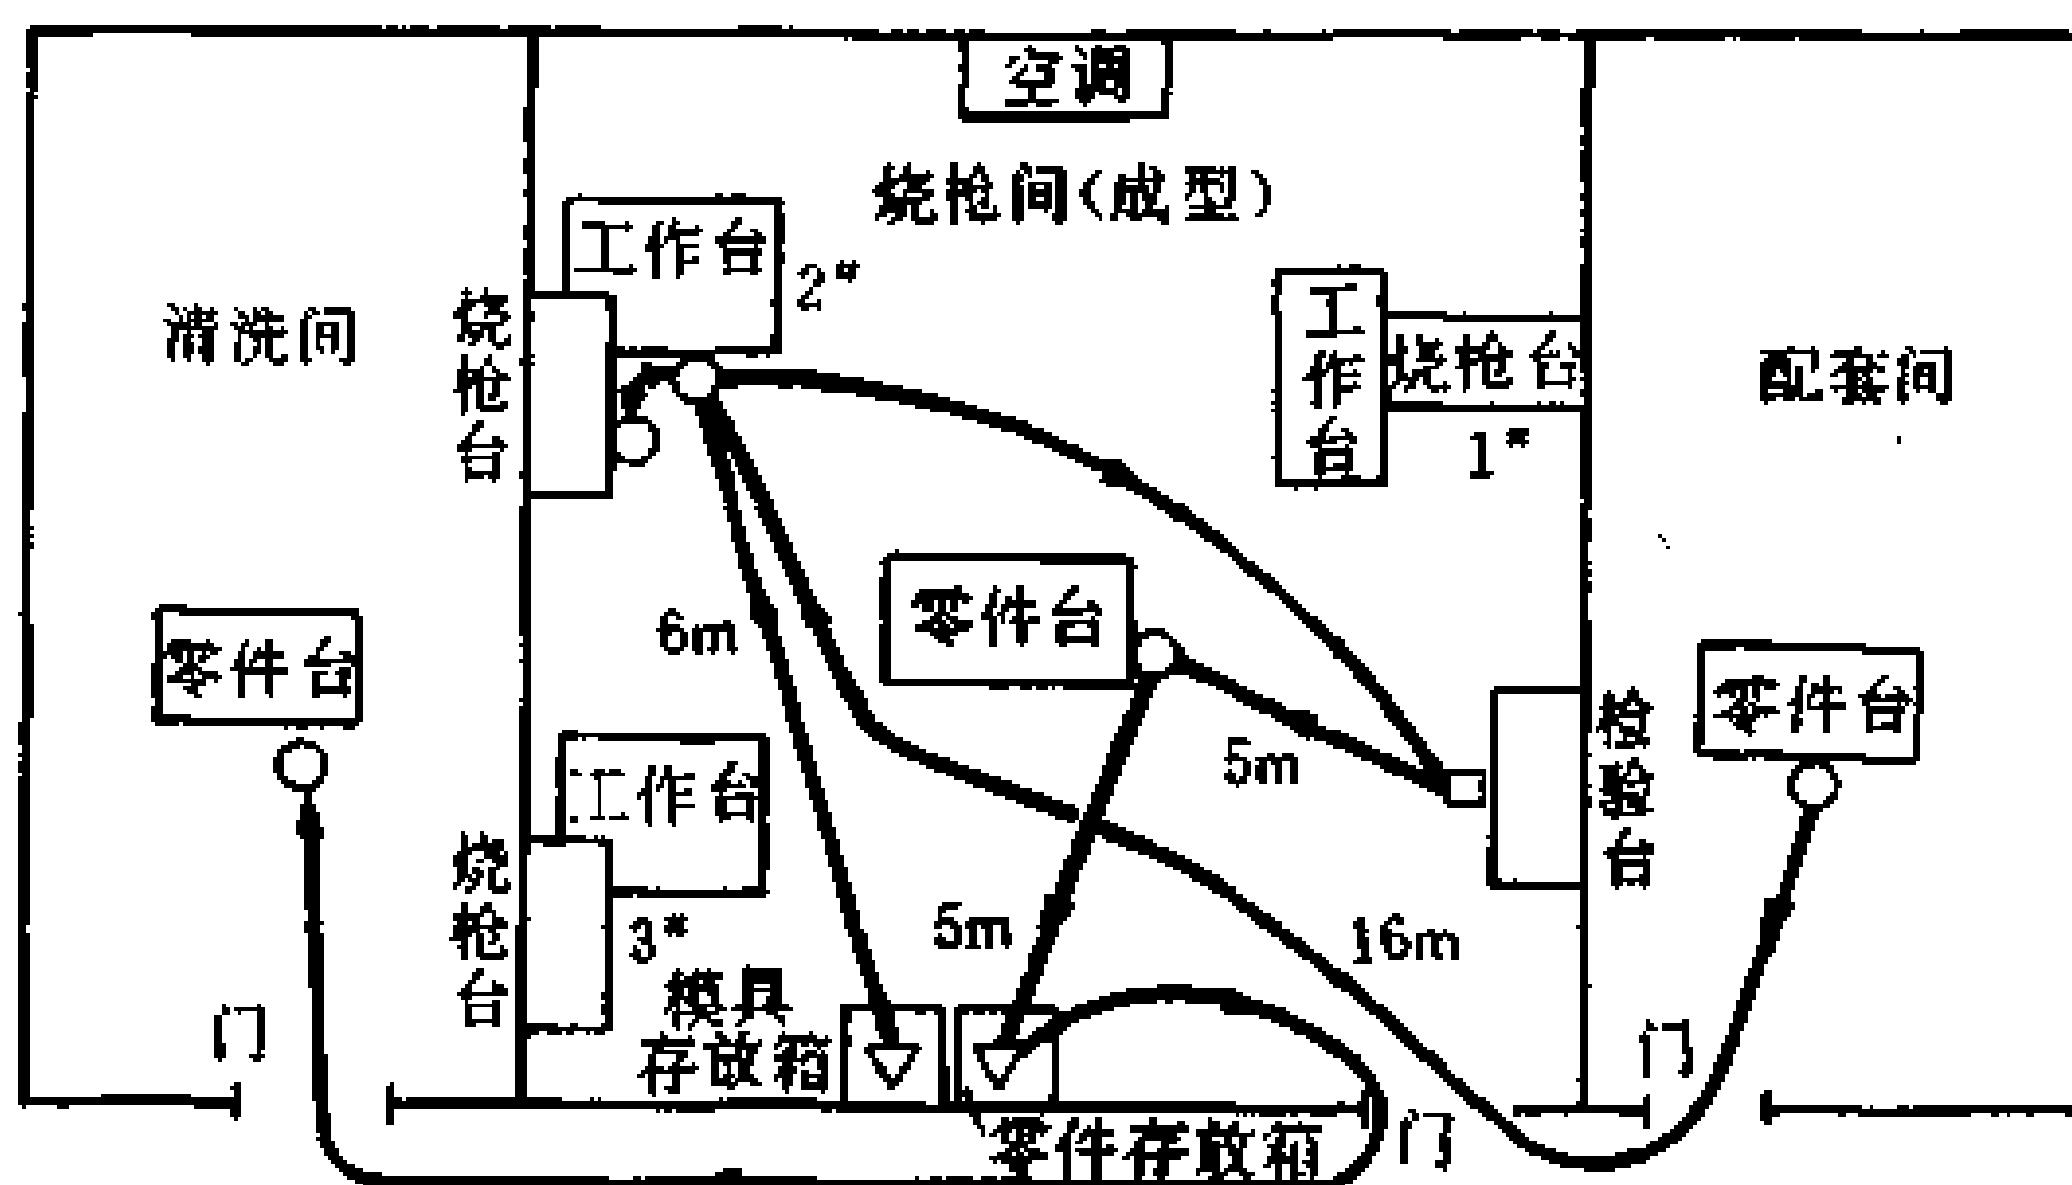 空调
烧枪间(成型)
工作台
2#
烧枪台
清洗间
工作台
烧枪台
1#
配套间
零件台
6m
零件台
5m
检验台
零件台
工作台
烧枪台
3#
5m
16m
模具
存放箱
门
门
零件存放箱
门